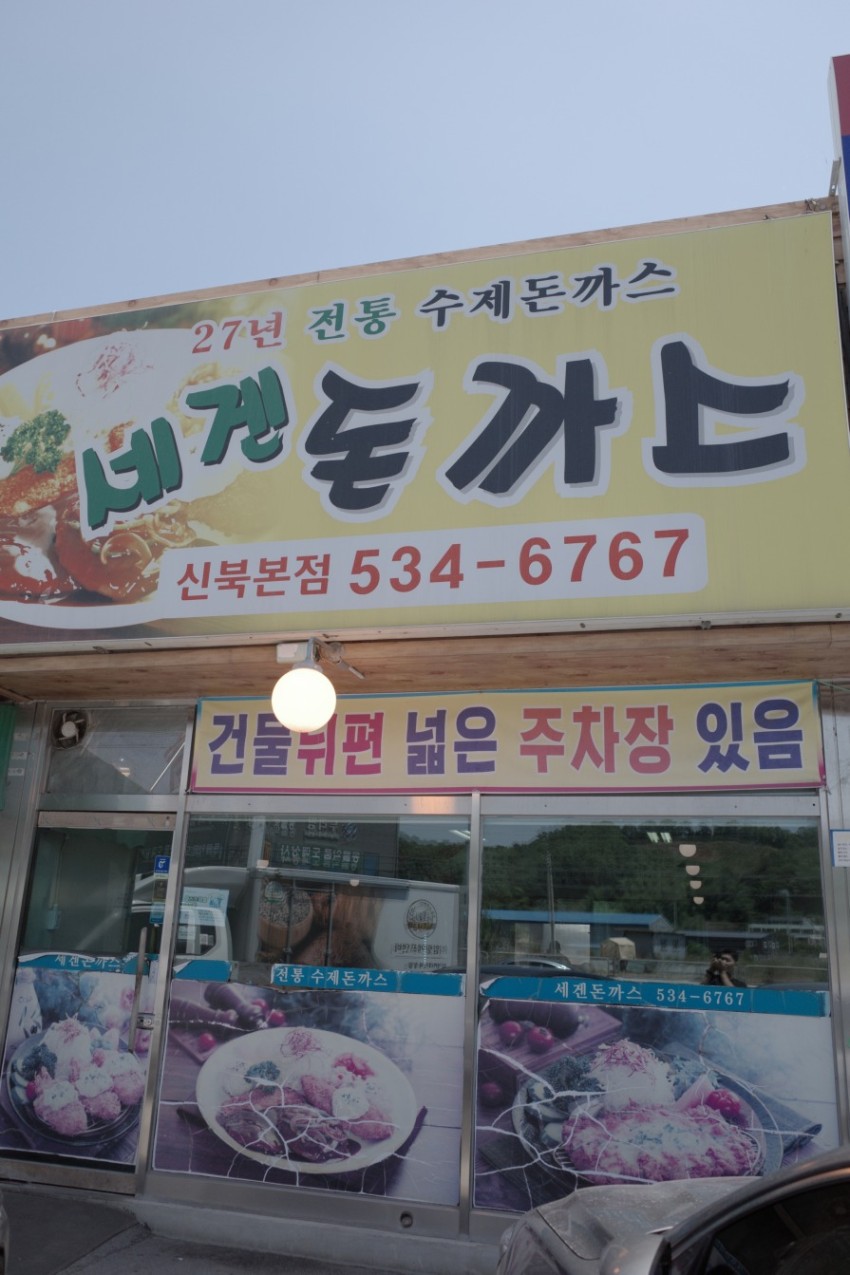 27년 전통 수제돈까스
세겐 돈까스
신북본점 534-6767
건물뒤편 넓은 주차장 있음
세겐돈까스
전통 수제돈까스
세겐돈까스 534-6767